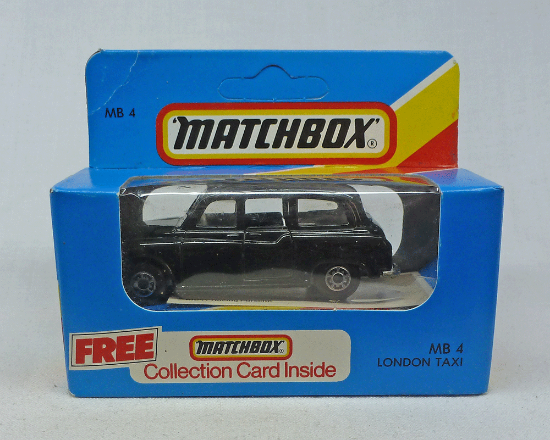 MB 4
'MATCHBOX' ®
FREE
MATCHBOX
Collection Card Inside
MB 4
LONDON TAXI